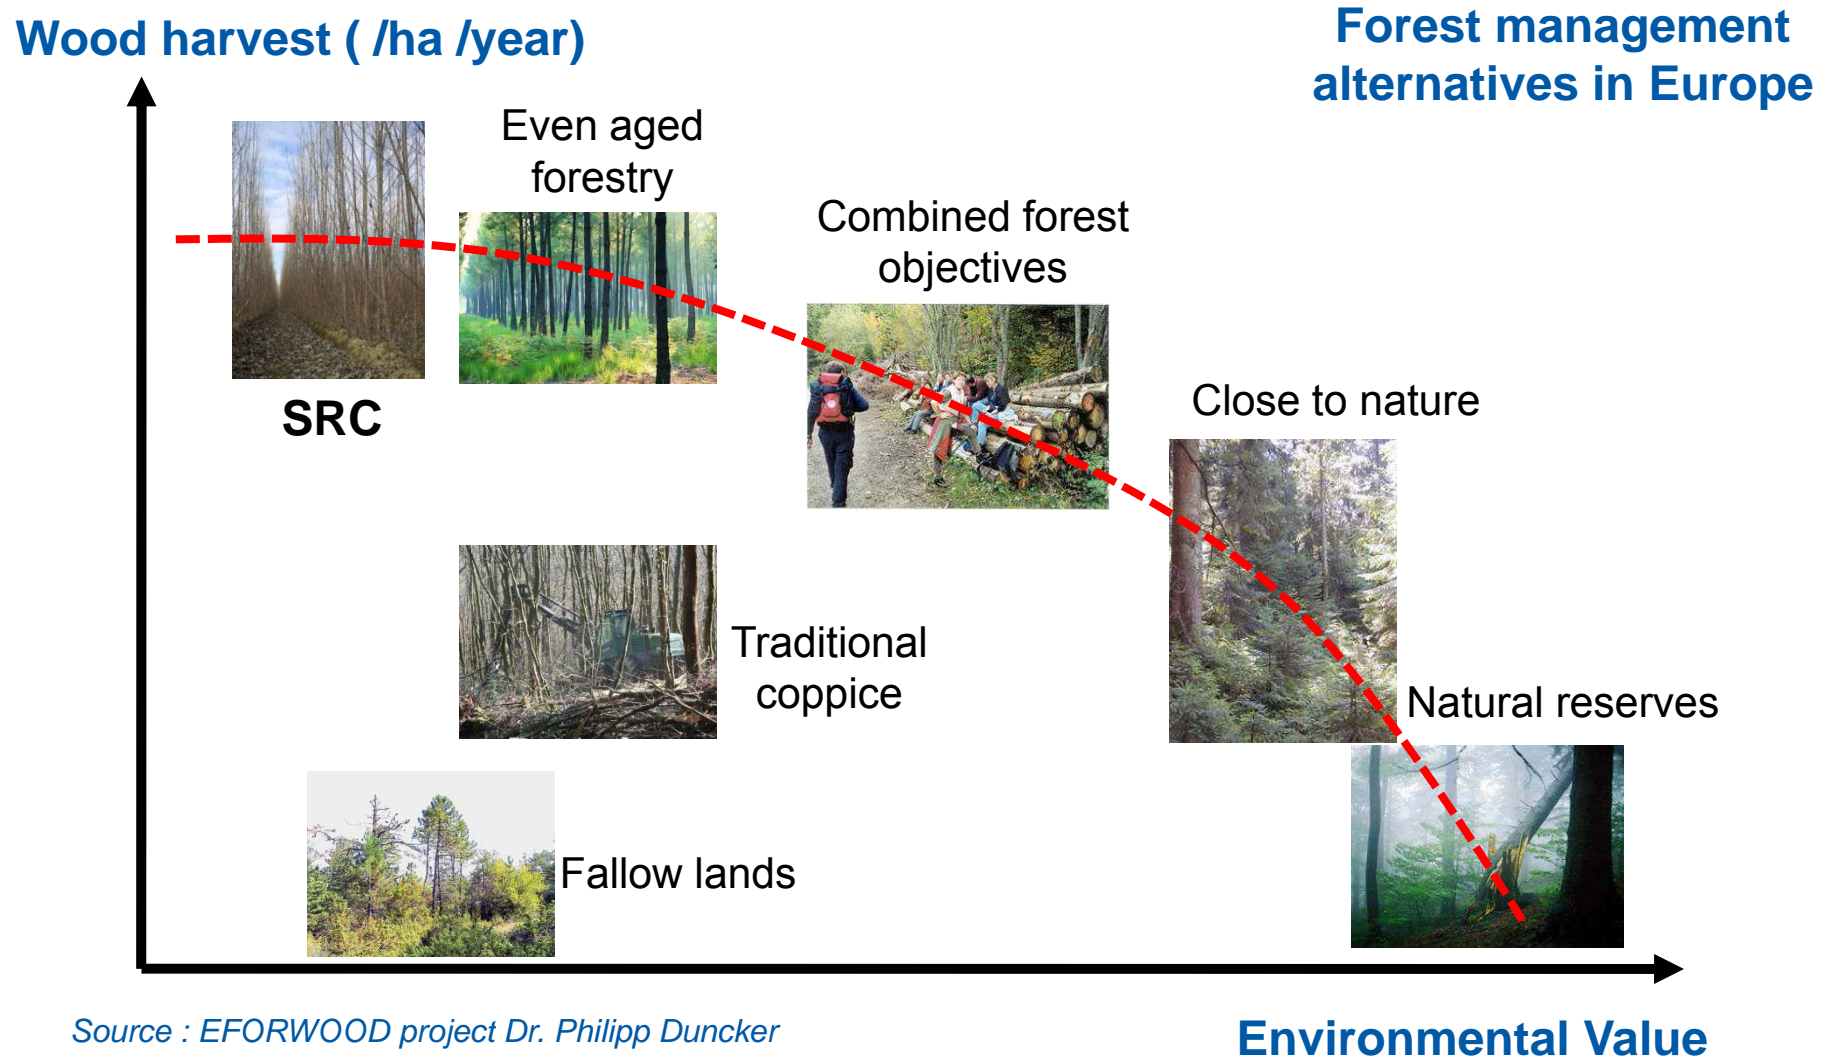 Wood harvest ( /ha /year)
Forest management
alternatives in Europe
Even aged
forestry
Combined forest
objectives
SRC
Close to nature
Traditional
coppice
Natural reserves
Fallow lands
Source : EFORWOOD project Dr. Philipp Duncker
Environmental Value